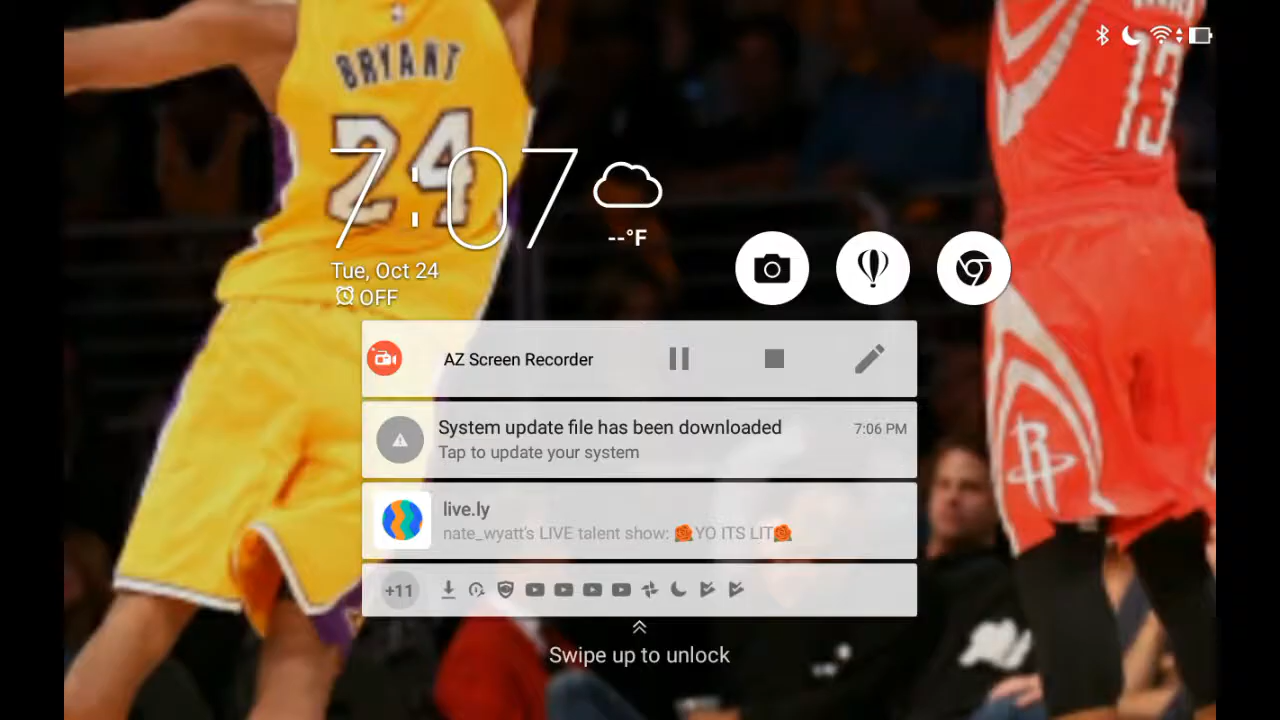 BRYANT
24
13
7:07
--°F
Tue, Oct 24
OFF
AZ Screen Recorder
System update file has been downloaded
7:06 PM
Tap to update your system
live.ly
nate_wyatt's LIVE talent show: 🌹YO ITS LIT🌹
+11
Swipe up to unlock